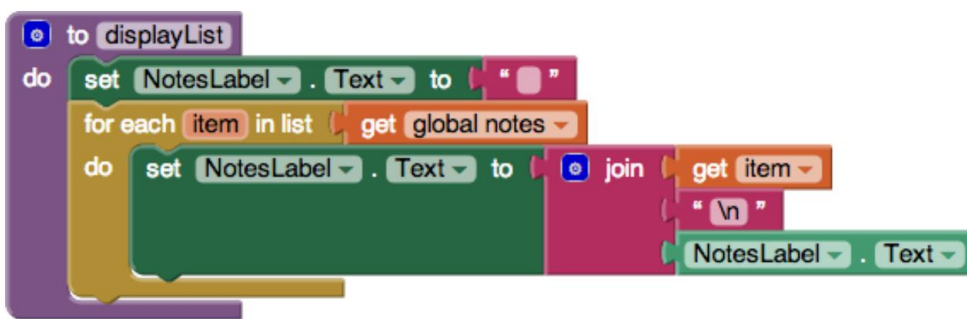 to displayList
do set NotesLabel . Text to “ ”
for each item in list get global notes
do set NotesLabel . Text to join get item
“ \n ”
NotesLabel . Text